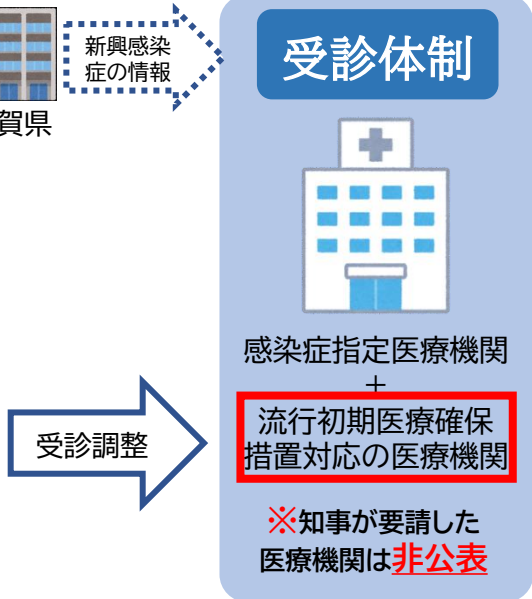 新興感染
症の情報
賀県
受診体制
感染症指定医療機関
+
流行初期医療確保
措置対応の医療機関
受診調整
※知事が要請した
医療機関は非公表